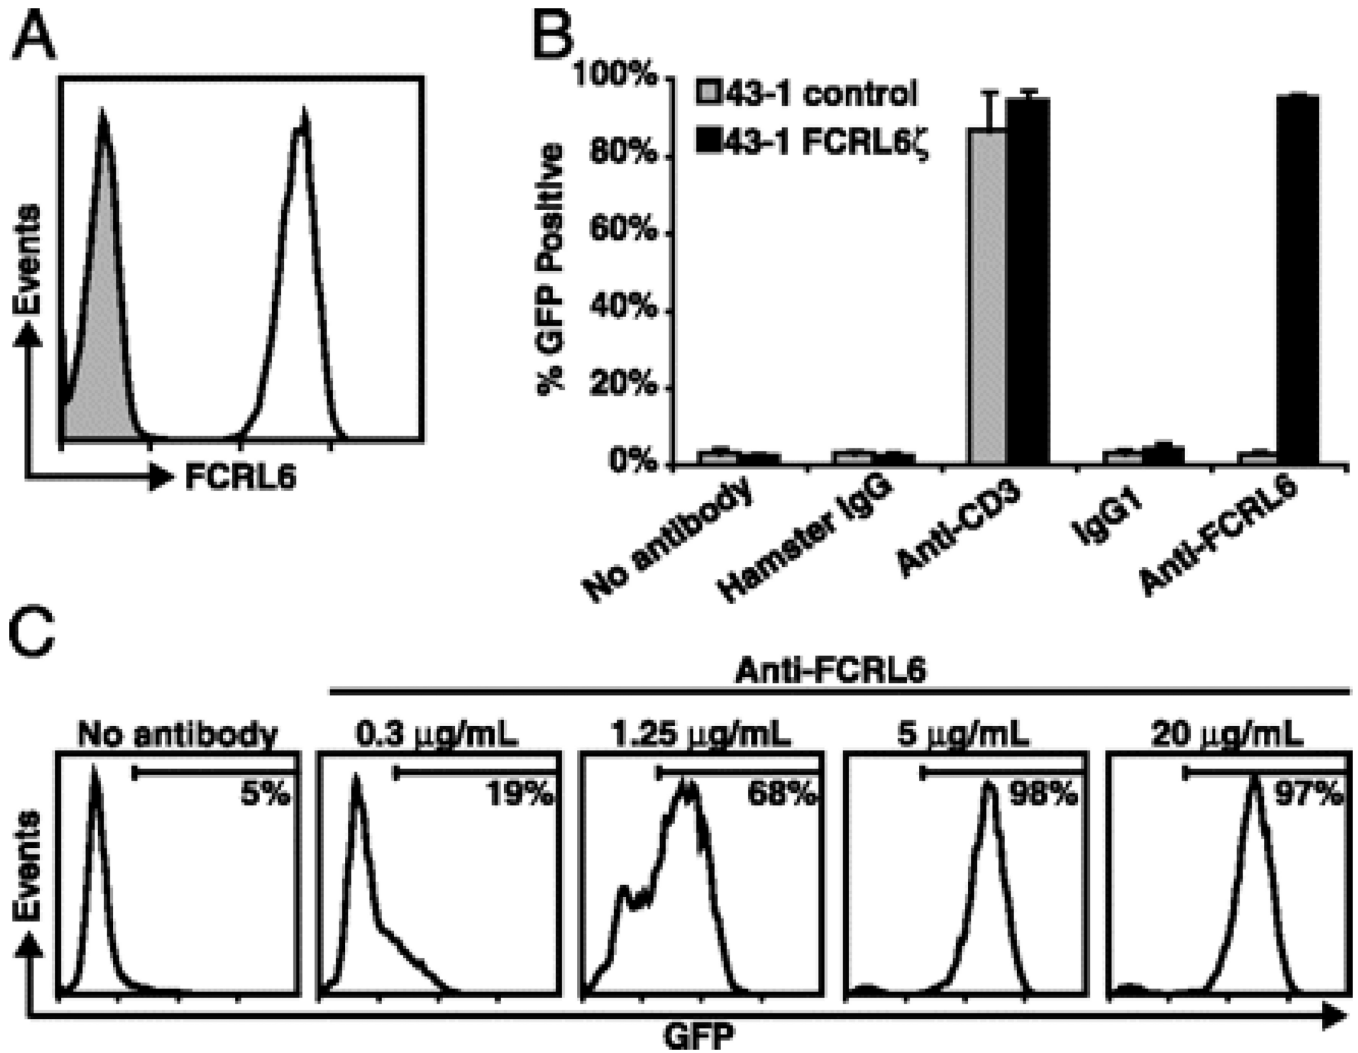 A
Events
FCRL6
B
100%
80%
60%
40%
20%
0%
% GFP Positive
43-1 control
43-1 FCRL6ζ
No antibody
Hamster IgG
Anti-CD3
IgG1
Anti-FCRL6
C
Anti-FCRL6
No antibody 0.3 μg/mL 1.25 μg/mL 5 μg/mL 20 μg/mL
5% 19% 68% 98% 97%
Events
GFP